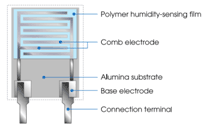 Polymer humidity-sensing film
Comb electrode
Allumina substrate
Base electrode
Connection terminal